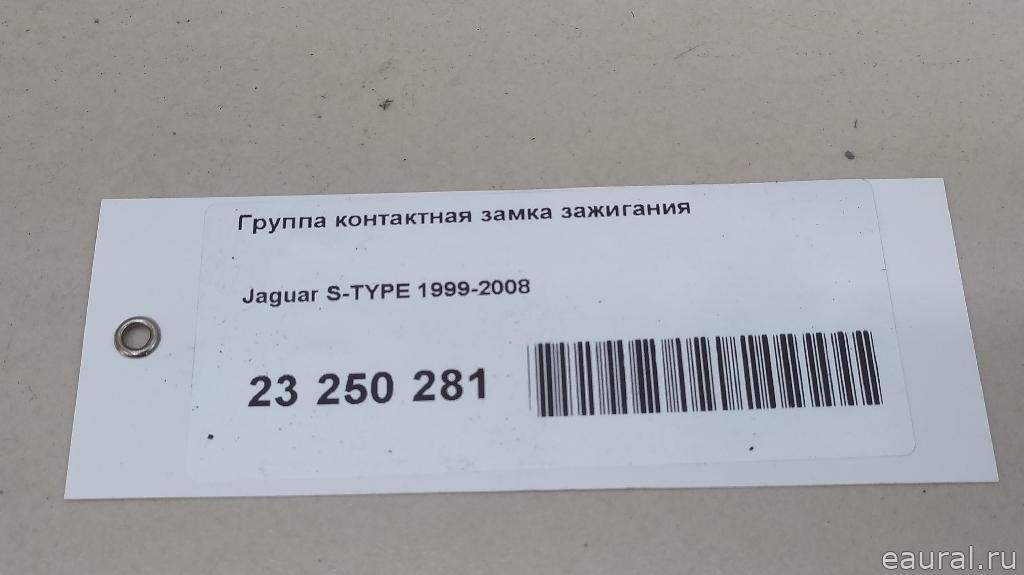 Группа контактная замка зажигания
Jaguar S-TYPE 1999-2008
23 250 281
eaural.ru